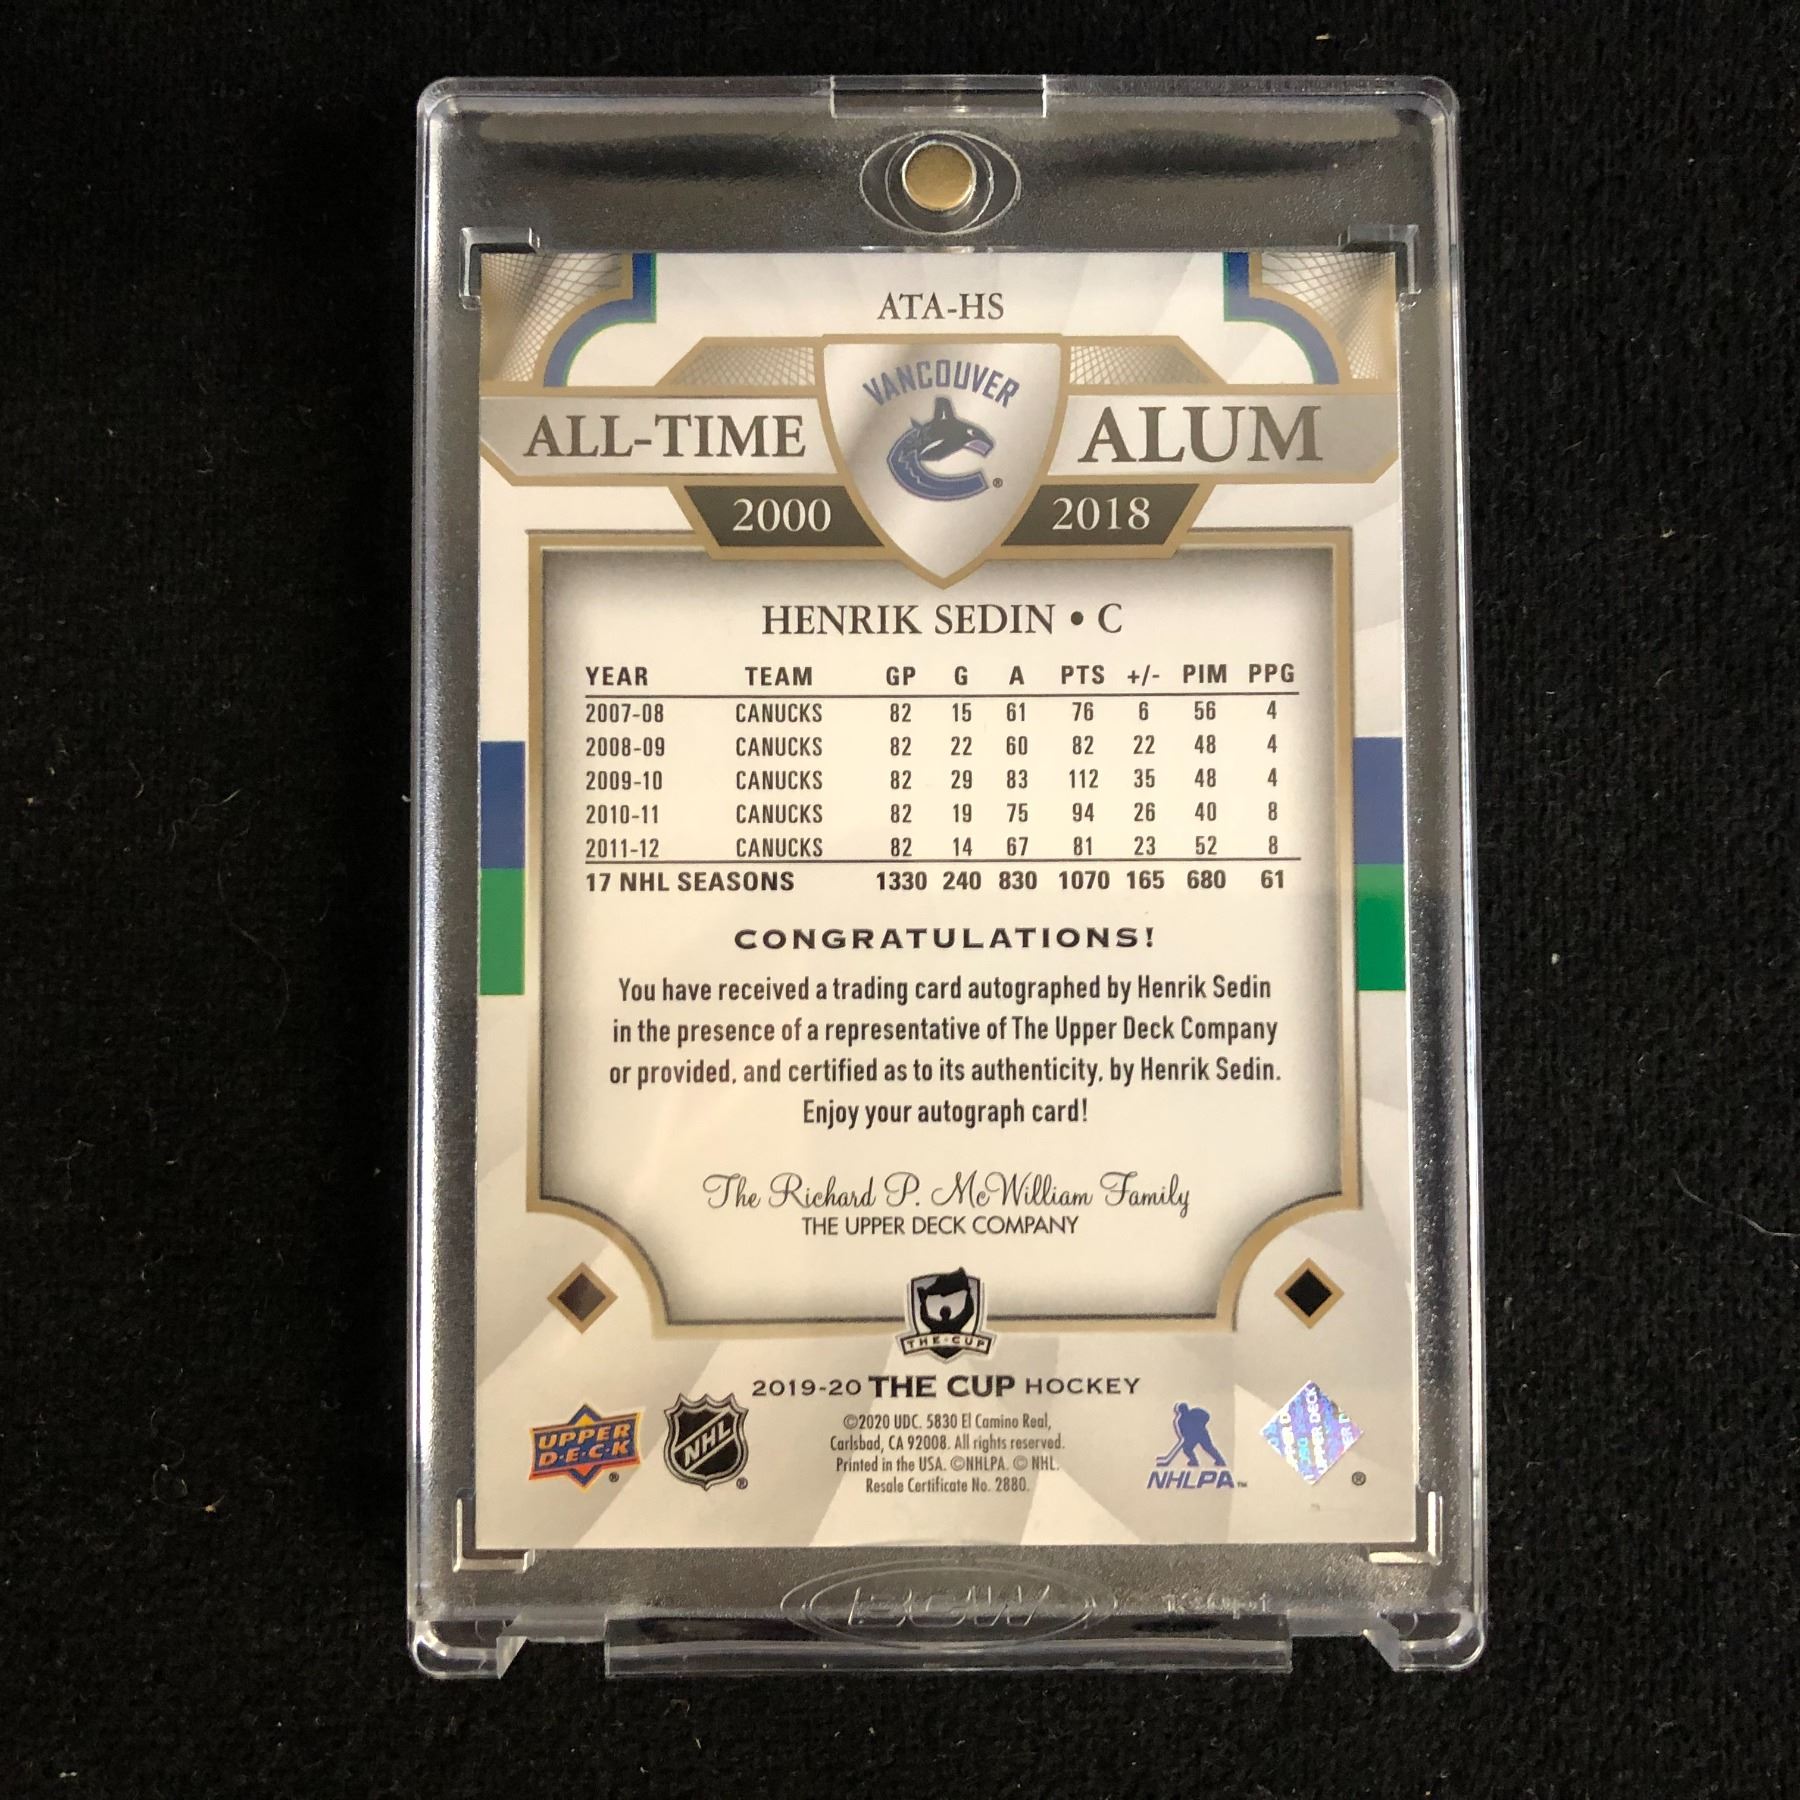 ATA-HS
VANCOUVER
ALL-TIME ALUM
2000 2018
HENRIK SEDIN • C
YEAR TEAM GP G A PTS +/- PIM PPG
2007-08 CANUCKS 82 15 61 76 6 56 4
2008-09 CANUCKS 82 22 60 82 22 48 4
2009-10 CANUCKS 82 29 83 112 35 48 4
2010-11 CANUCKS 82 19 75 94 26 40 8
2011-12 CANUCKS 82 14 67 81 23 52 8
17 NHL SEASONS 1330 240 830 1070 165 680 61
CONGRATULATIONS!
You have received a trading card autographed by Henrik Sedin
in the presence of a representative of The Upper Deck Company
or provided, and certified as to its authenticity, by Henrik Sedin.
Enjoy your autograph card!
The Richard P. McWilliam Family
THE UPPER DECK COMPANY
THE·CUP
2019-20 THE CUP HOCKEY
UPPER
D·E·C·K
®
NHL
®
©2020 UDC. 5830 El Camino Real,
Carlsbad, CA 92008. All rights reserved.
Printed in the USA. ©NHLPA. © NHL.
Resale Certificate No. 2880.
NHLPA™
UPPER DECK
®
BCW